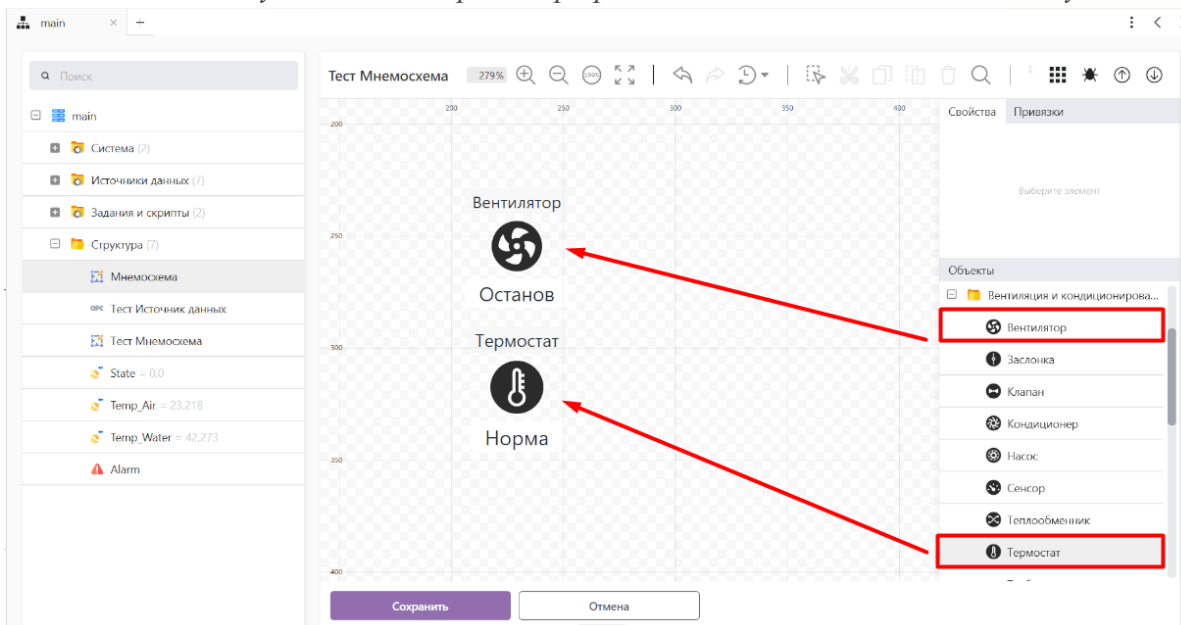 main × +
Поиск
main
Система (2)
Источники данных (7)
Задания и скрипты (2)
Структура (7)
Мнемосхема
OPC Тест Источник данных
Тест Мнемосхема
State = 0,0
Temp_Air = 23,218
Temp_Water = 42,273
Alarm
Тест Мнемосхема 279% 100%
200 250 300 350 400
200
250
300
350
400
Вентилятор
Останов
Термостат
Норма
Свойства Привязки
Выберите элемент
Объекты
Вентиляция и кондиционирова...
Вентилятор
Заслонка
Клапан
Кондиционер
Насос
Сенсор
Теплообменник
Термостат
Сохранить Отмена